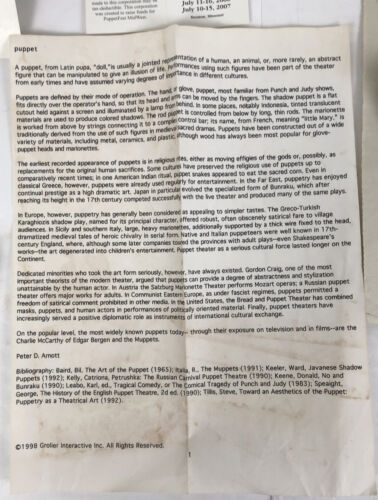 made to this corporation may be
tax deductible. This corporation
was created to raise funds for
July 11-16,
July 10-15, 2007
puppet
A puppet, from Latin pupa, "doll," is usually a jointed representation of a human, an animal, or, more rarely, an abstract
figure that can be manipulated to give an illusion of life. Performances using such figures have been part of the theater
from early times and have assumed varying degrees of importance in different cultures.
Puppets are defined by their mode of operation. The hand, or glove, puppet, most familiar from Punch and Judy shows,
fits directly over the operator's hand, so that its head and arms can be moved by the fingers. The shadow puppet is a flat
cutout held against a screen and illuminated by a lamp from behind. In some places, notably Indonesia, tinted translucent
materials are used to produce colored shadows. The rod puppet is controlled from below by long, thin rods. The marionette
is worked from above by strings connecting it to a complex control bar; its name, from French, meaning "little Mary," is
traditionally derived from the use of such figures in medieval sacred dramas. Puppets have been constructed out of a wide
variety of materials, including metal, ceramics, and plastic, although wood has always been most popular for glove-
puppet heads and marionettes.
The earliest recorded appearance of puppets is in religious rites, either as moving effigies of the gods or, possibly, as
replacements for the original human sacrifices. Some cultures have preserved the religious use of puppets up to
comparatively recent times; in one American Indian ritual, puppet snakes appeared to eat the sacred corn. Even in
classical Greece, however, puppets were already used regularly for entertainment. In the Far East, puppetry has enjoyed
continual prestige as a high dramatic art. Japan in particular evolved the specialized form of Bunraku, which after
reaching its height in the 17th century competed successfully with the live theater and produced many of the same plays.
In Europe, however, puppetry has generally been considered as appealing to simpler tastes. The Greco-Turkish
Karaghiozis shadow play, named for its principal character, offered robust, often obscenely satirical fare to village
audiences. In Sicily and southern Italy, large, heavy marionettes, additionally supported by a thick wire fixed to the head,
dramatized medieval tales of heroic chivalry in serial form. Native and Italian puppeteers were well known in 17th-
century England, where, although some later companies toured the provinces with adult plays--even Shakespeare's
works--the art degenerated into children's entertainment. Puppet theater as a serious cultural force lasted longer on the
Continent.
Dedicated minorities who took the art form seriously, however, have always existed. Gordon Craig, one of the most
important theorists of the modern theater, argued that puppets can provide a degree of abstractness and stylization
unattainable by the human actor. In Austria the Salzburg Marionette Theater performs Mozart operas; a Russian puppet
theater offers major works for adults. In Communist Eastern Europe, as under fascist regimes, puppets permitted a
freedom of satirical comment prohibited in other media. In the United States, the Bread and Puppet Theater has combined
masks, puppets, and human actors in performances of politically oriented material. Finally, puppet theaters have
increasingly served a positive diplomatic role as instruments of international cultural exchange.
On the popular level, the most widely known puppets today-- through their exposure on television and in films--are the
Charlie McCarthy of Edgar Bergen and the Muppets.
Peter D. Arnott
Bibliography: Baird, Bil, The Art of the Puppet (1965); Italia, R., The Muppets (1991); Keeler, Ward, Javanese Shadow
Puppets (1992); Kelly, Catriona, Petrushka: The Russian Carnival Puppet Theatre (1990); Keene, Donald, No and
Bunraku (1990); Leabo, Karl, ed., Tragical Comedy, or The Comical Tragedy of Punch and Judy (1983); Speaight,
George, The History of the English Puppet Theatre, 2d ed. (1990); Tillis, Steve, Toward an Aesthetics of the Puppet:
Puppetry as a Theatrical Art (1992).
©1998 Grolier Interactive Inc. All Rights Reserved.
1